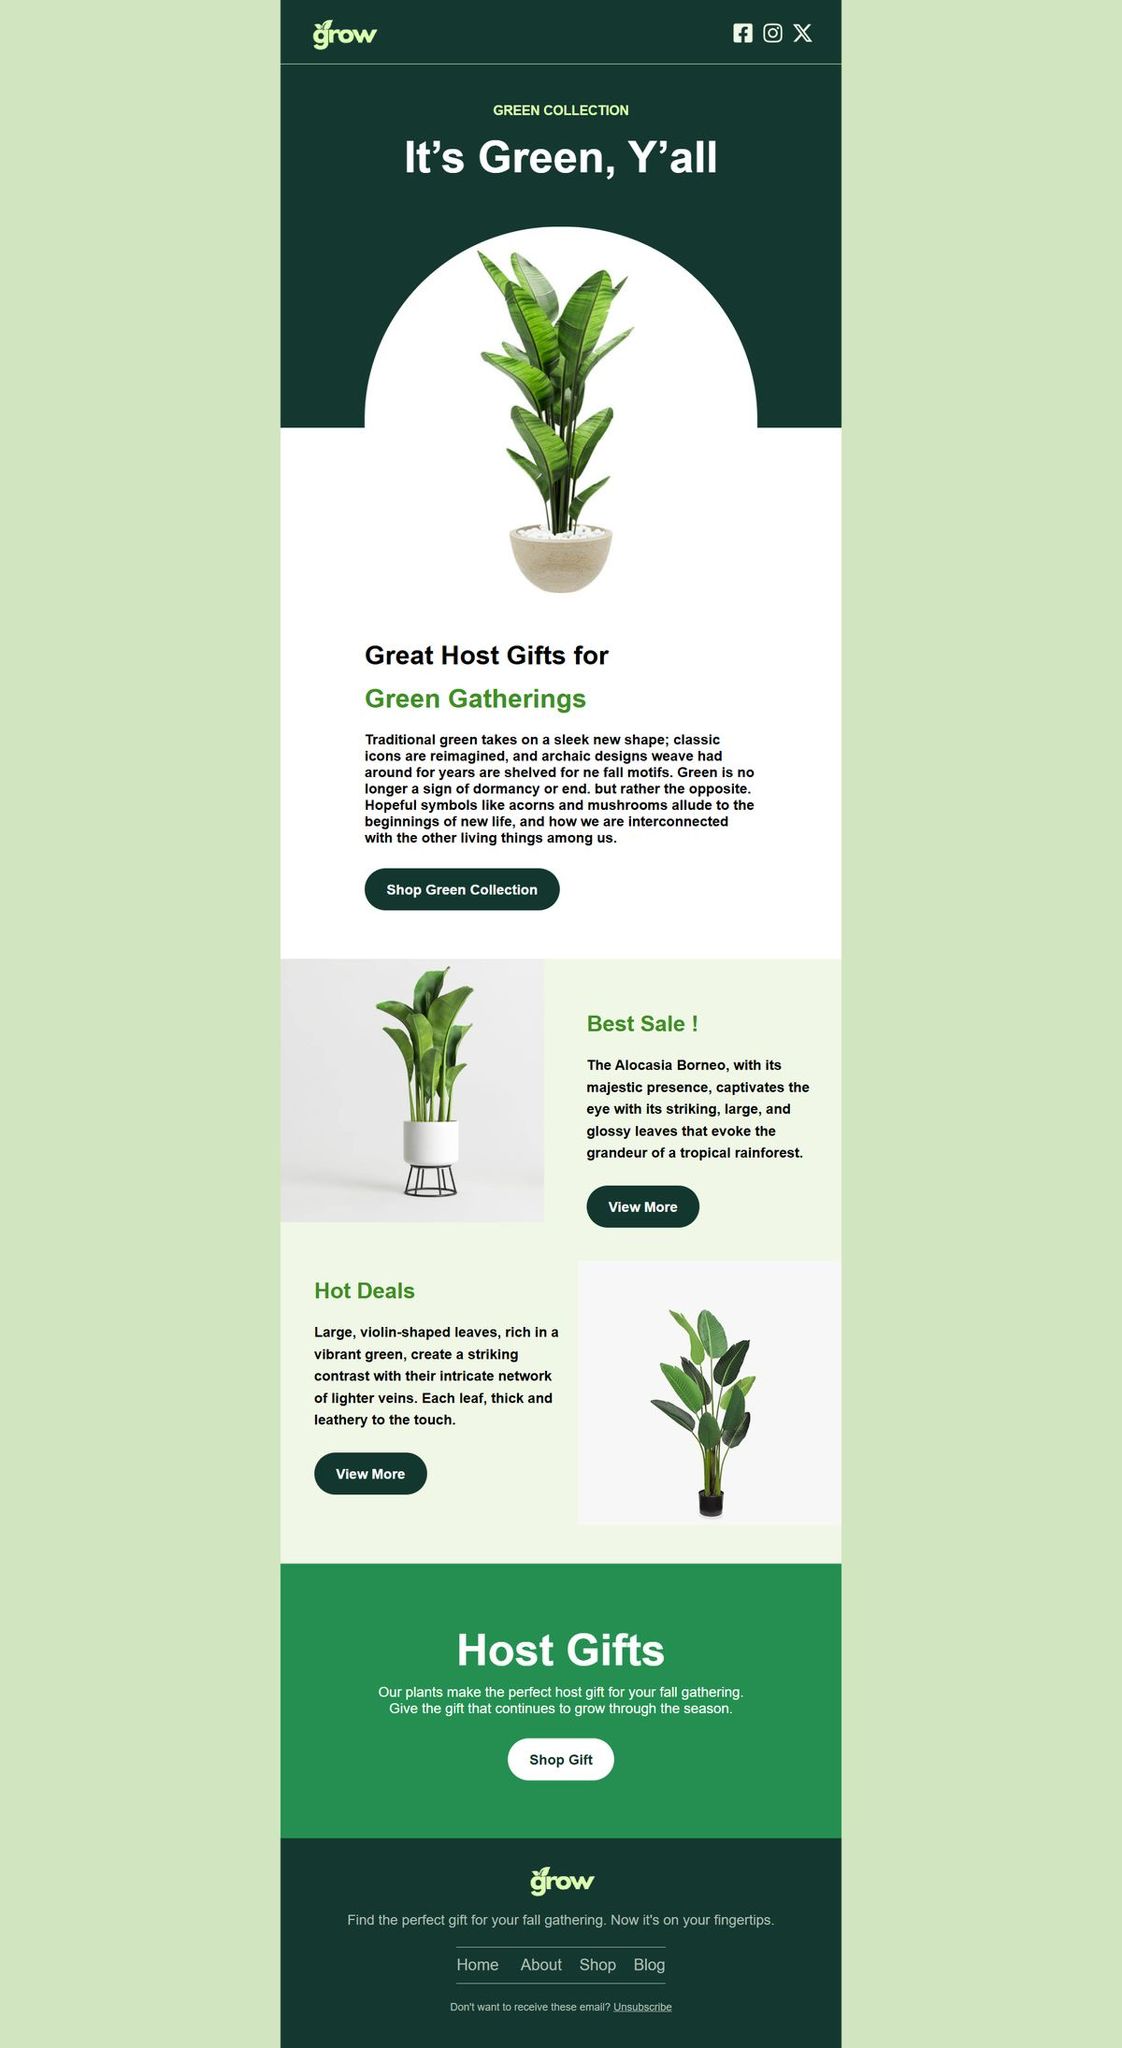 grow
GREEN COLLECTION
It’s Green, Y’all
Great Host Gifts for
Green Gatherings
Traditional green takes on a sleek new shape; classic
icons are reimagined, and archaic designs weave had
around for years are shelved for ne fall motifs. Green is no
longer a sign of dormancy or end. but rather the opposite.
Hopeful symbols like acorns and mushrooms allude to the
beginnings of new life, and how we are interconnected
with the other living things among us.
Shop Green Collection
Best Sale !
The Alocasia Borneo, with its
majestic presence, captivates the
eye with its striking, large, and
glossy leaves that evoke the
grandeur of a tropical rainforest.
View More
Hot Deals
Large, violin-shaped leaves, rich in a
vibrant green, create a striking
contrast with their intricate network
of lighter veins. Each leaf, thick and
leathery to the touch.
View More
Host Gifts
Our plants make the perfect host gift for your fall gathering.
Give the gift that continues to grow through the season.
Shop Gift
grow
Find the perfect gift for your fall gathering. Now it's on your fingertips.
Home About Shop Blog
Don't want to receive these email? Unsubscribe